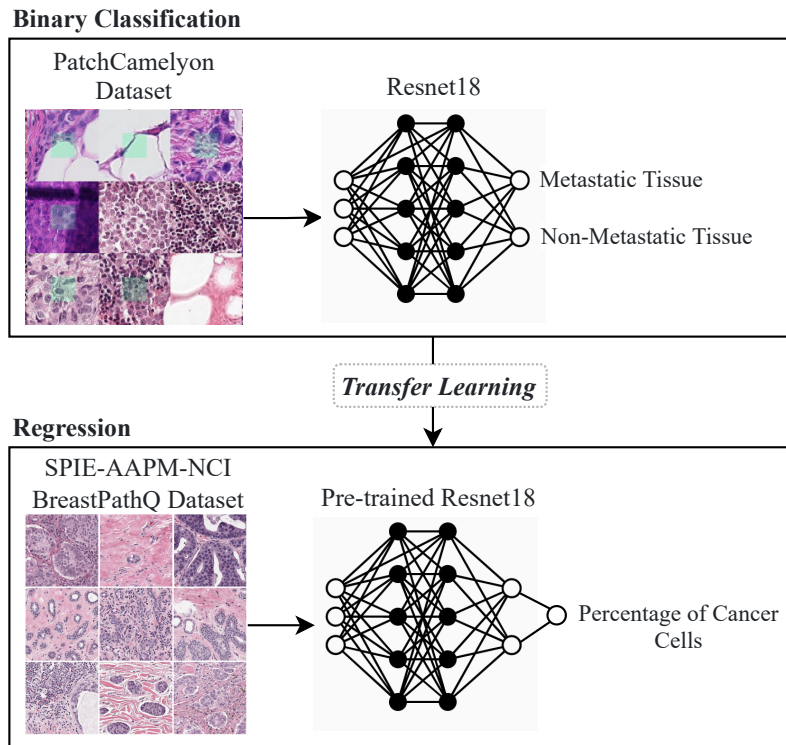 Binary Classification
PatchCamelyon
Dataset
Resnet18
Metastatic Tissue
Non-Metastatic Tissue
Transfer Learning
Regression
SPIE-AAPM-NCI
BreastPathQ Dataset
Pre-trained Resnet18
Percentage of Cancer
Cells